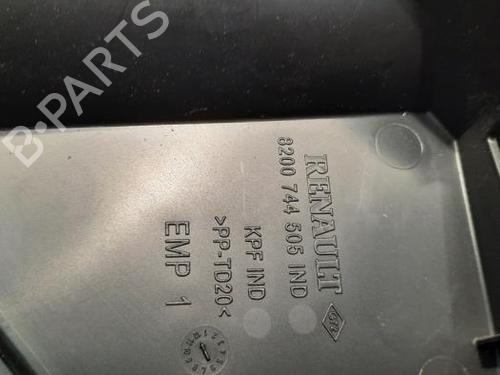 B-PARTS
RENAULT
8200 744 505 IND
KPF IND
>PP-TD20<
EMP 1